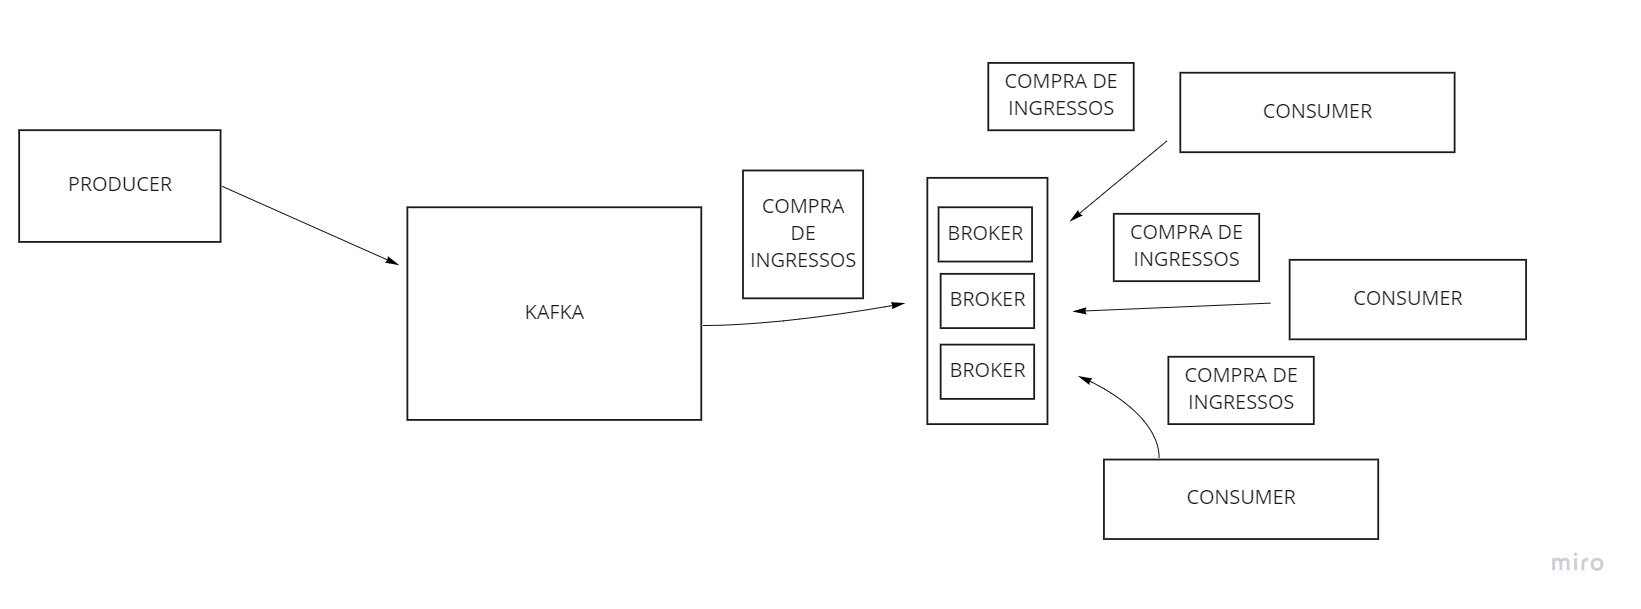 PRODUCER
KAFKA
COMPRA
DE
INGRESSOS
BROKER
BROKER
BROKER
COMPRA DE
INGRESSOS
CONSUMER
COMPRA DE
INGRESSOS
CONSUMER
COMPRA DE
INGRESSOS
CONSUMER
miro